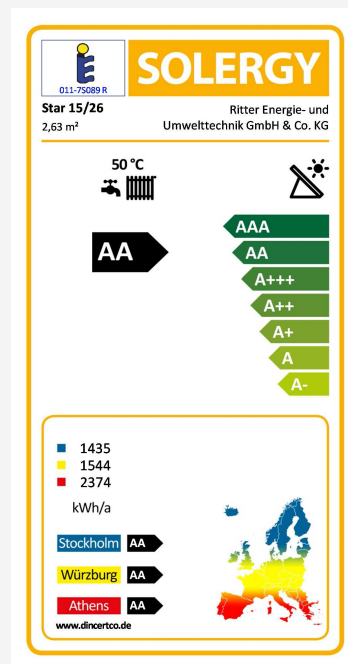 SOLERGY
011-7S089 R
Star 15/26
Ritter Energie- und
2,63 m²
Umwelttechnik GmbH & Co. KG
50 °C
AA
AAA
AA
A+++
A++
A+
A
A-
1435
1544
2374
kWh/a
Stockholm AA
Würzburg AA
Athens AA
www.dincertco.de